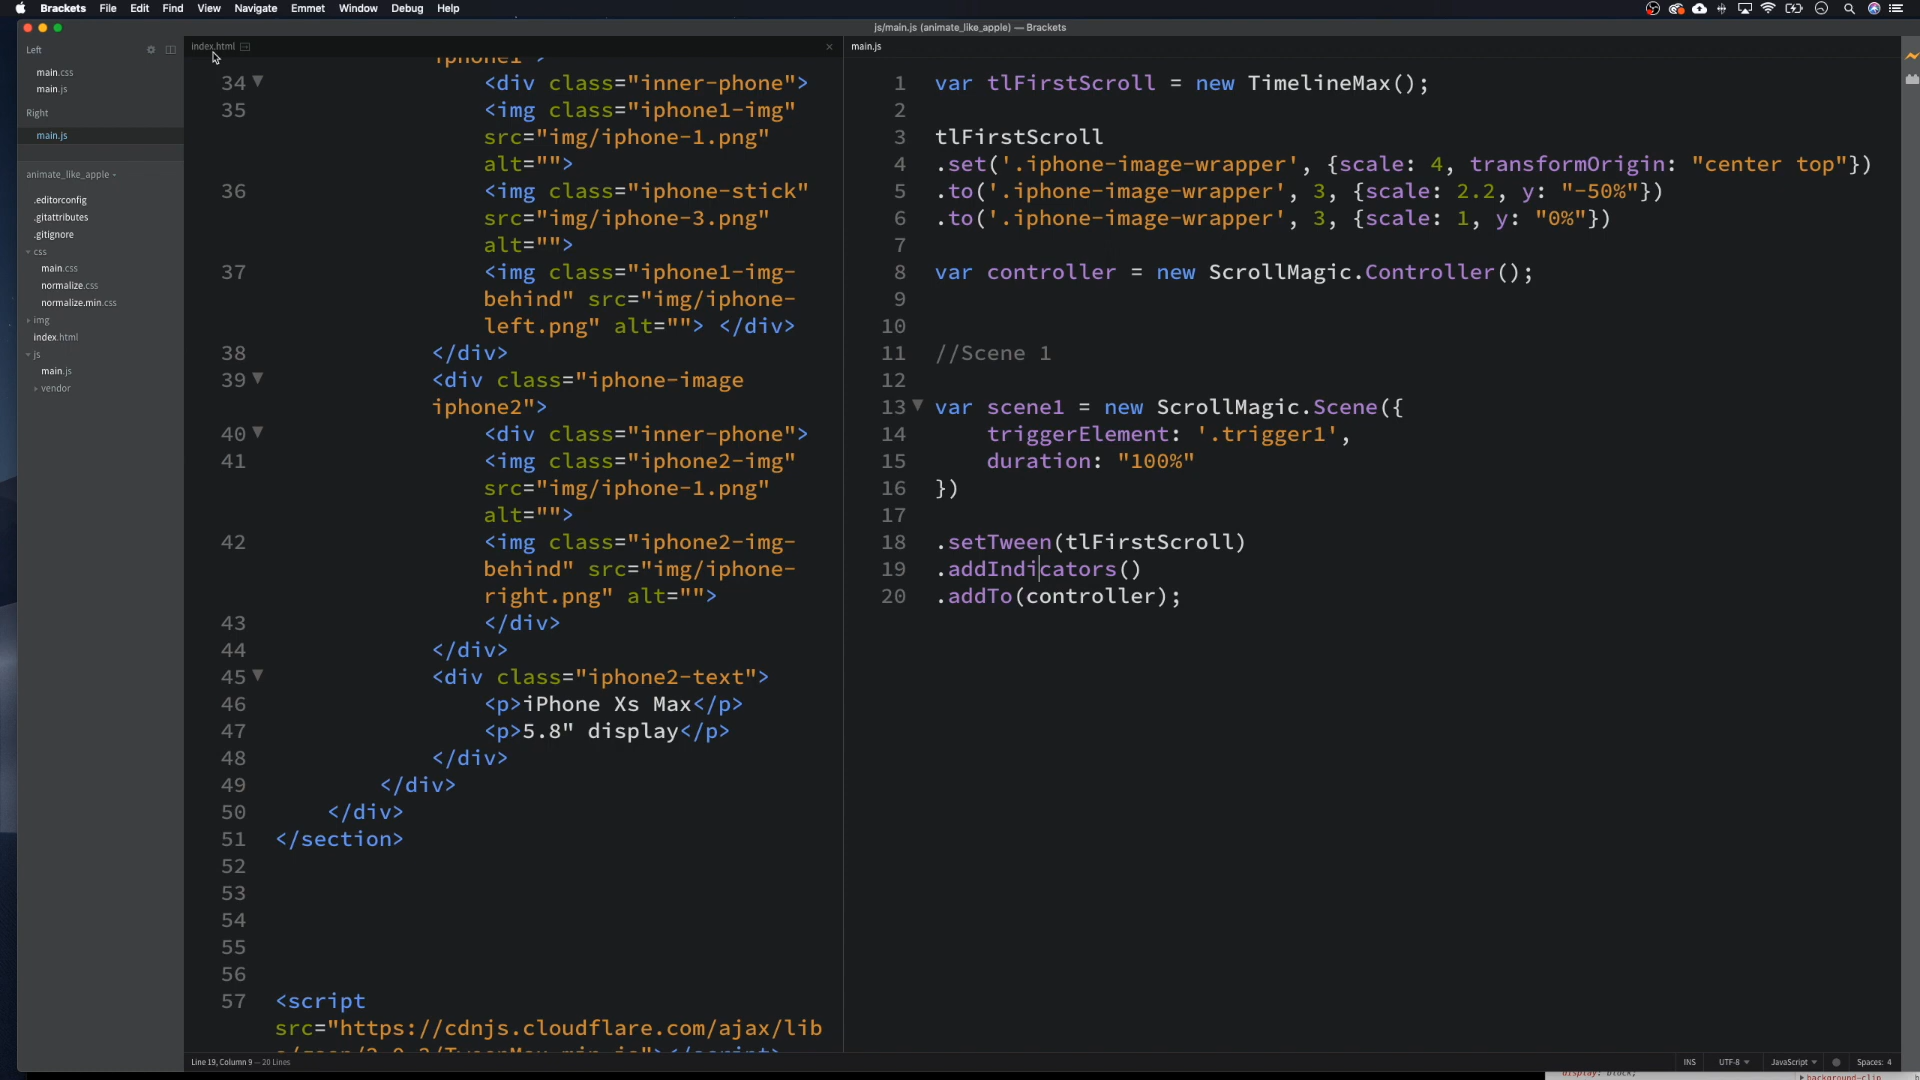 Brackets File Edit Find View Navigate Emmet Window Debug Help
js/main.js (animate_like_apple) — Brackets
Left
main.css
main.js
Right
main.js
animate_like_apple
.editorconfig
.gitattributes
.gitignore
css
main.css
normalize.css
normalize.min.css
img
index.html
js
main.js
vendor
index.html
iphone1">
34 <div class="inner-phone">
35 <img class="iphone1-img"
src="img/iphone-1.png"
alt="">
36 <img class="iphone-stick"
src="img/iphone-3.png"
alt="">
37 <img class="iphone1-img-
behind" src="img/iphone-
left.png" alt=""> </div>
38 </div>
39 <div class="iphone-image
iphone2">
40 <div class="inner-phone">
41 <img class="iphone2-img"
src="img/iphone-1.png"
alt="">
42 <img class="iphone2-img-
behind" src="img/iphone-
right.png" alt="">
43 </div>
44 </div>
45 <div class="iphone2-text">
46 <p>iPhone Xs Max</p>
47 <p>5.8" display</p>
48 </div>
49 </div>
50 </div>
51 </section>
52
53
54
55
56
57 <script
src="https://cdnjs.cloudflare.com/ajax/lib
main.js
1 var tlFirstScroll = new TimelineMax();
2
3 tlFirstScroll
4 .set('.iphone-image-wrapper', {scale: 4, transformOrigin: "center top"})
5 .to('.iphone-image-wrapper', 3, {scale: 2.2, y: "-50%"})
6 .to('.iphone-image-wrapper', 3, {scale: 1, y: "0%"})
7
8 var controller = new ScrollMagic.Controller();
9
10
11 //Scene 1
12
13 var scene1 = new ScrollMagic.Scene({
14 triggerElement: '.trigger1',
15 duration: "100%"
16 })
17
18 .setTween(tlFirstScroll)
19 .addIndicators()
20 .addTo(controller);
Line 19, Column 9 — 20 Lines
INS UTF-8 JavaScript Spaces: 4
display: block;
background-clip